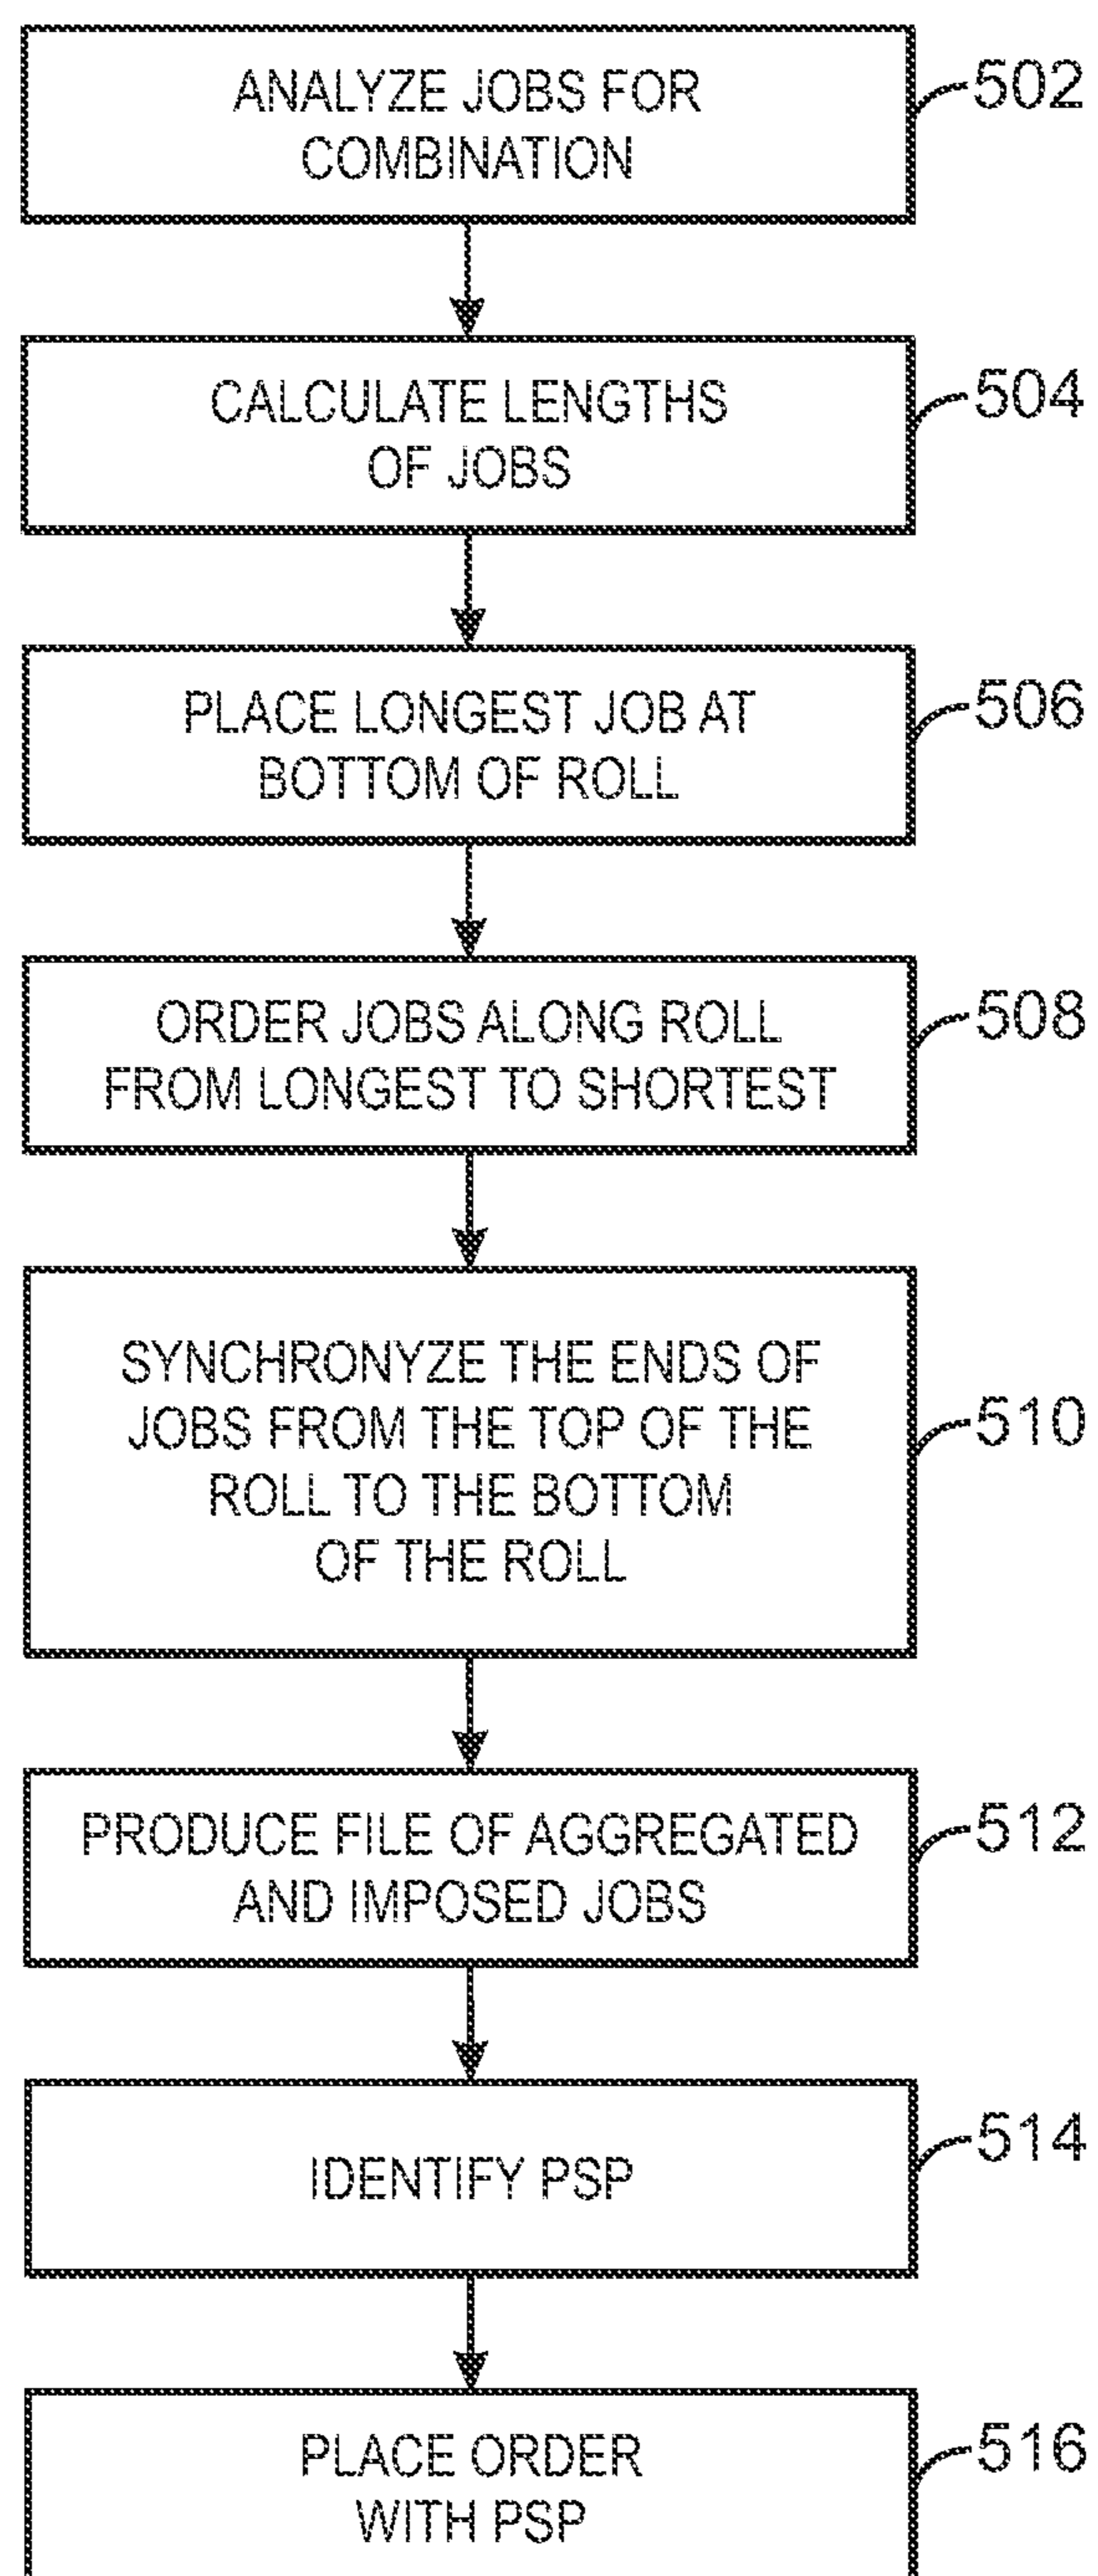 ANALYZE JOBS FOR
COMBINATION
502
CALCULATE LENGTHS
OF JOBS
504
PLACE LONGEST JOB AT
BOTTOM OF ROLL
506
ORDER JOBS ALONG ROLL
FROM LONGEST TO SHORTEST
508
SYNCHRONYZE THE ENDS OF
JOBS FROM THE TOP OF THE
ROLL TO THE BOTTOM
OF THE ROLL
510
PRODUCE FILE OF AGGREGATED
AND IMPOSED JOBS
512
IDENTIFY PSP
514
PLACE ORDER
WITH PSP
516